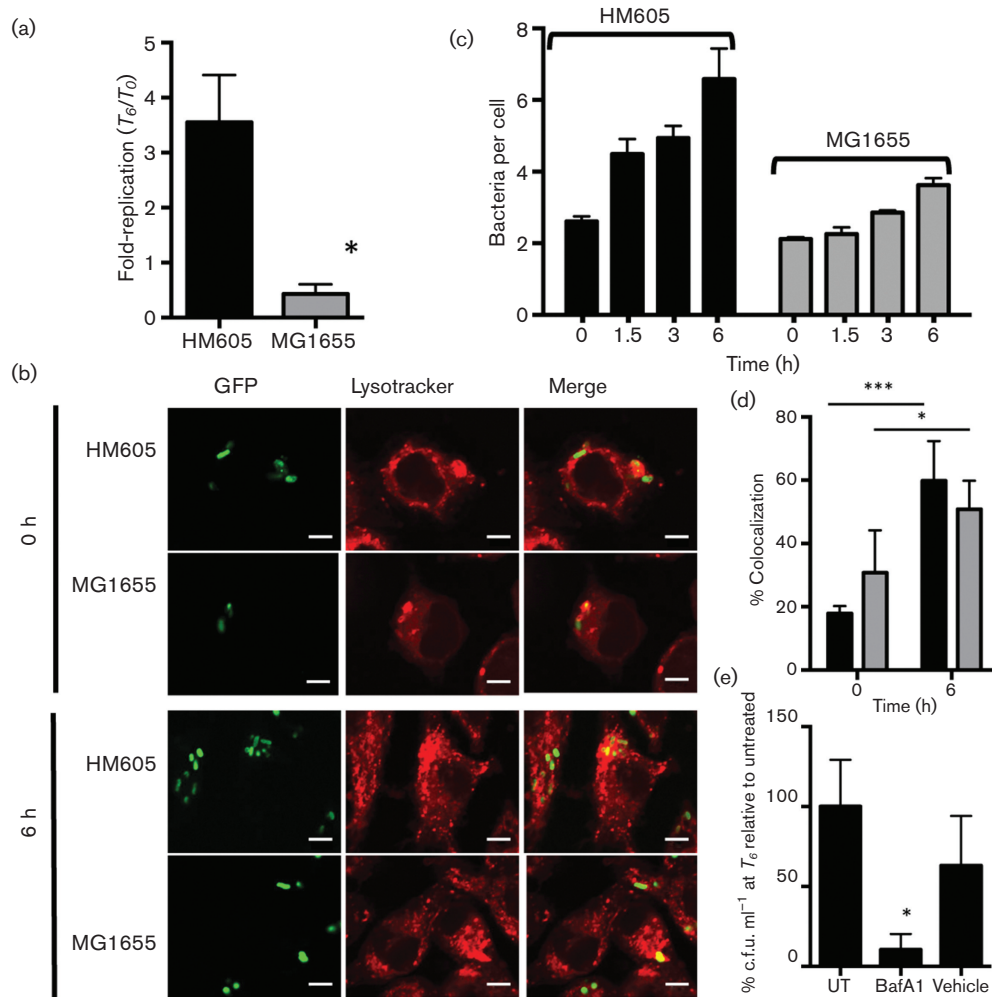 (a)
Fold-replication (T6/T0)
5
4
3
2
1
0
*
HM605
MG1655
(c)
Bacteria per cell
8
6
4
2
0
HM605
MG1655
0
1.5
3
6
0
1.5
3
6
Time (h)
(b)
GFP
Lysotracker
Merge
0 h
HM605
MG1655
6 h
HM605
MG1655
(d)
***
*
% Colocalization
80
60
40
20
0
0
6
Time (h)
(e)
% c.f.u. ml−1 at T6 relative to untreated
150
100
50
0
*
UT
BafA1
Vehicle